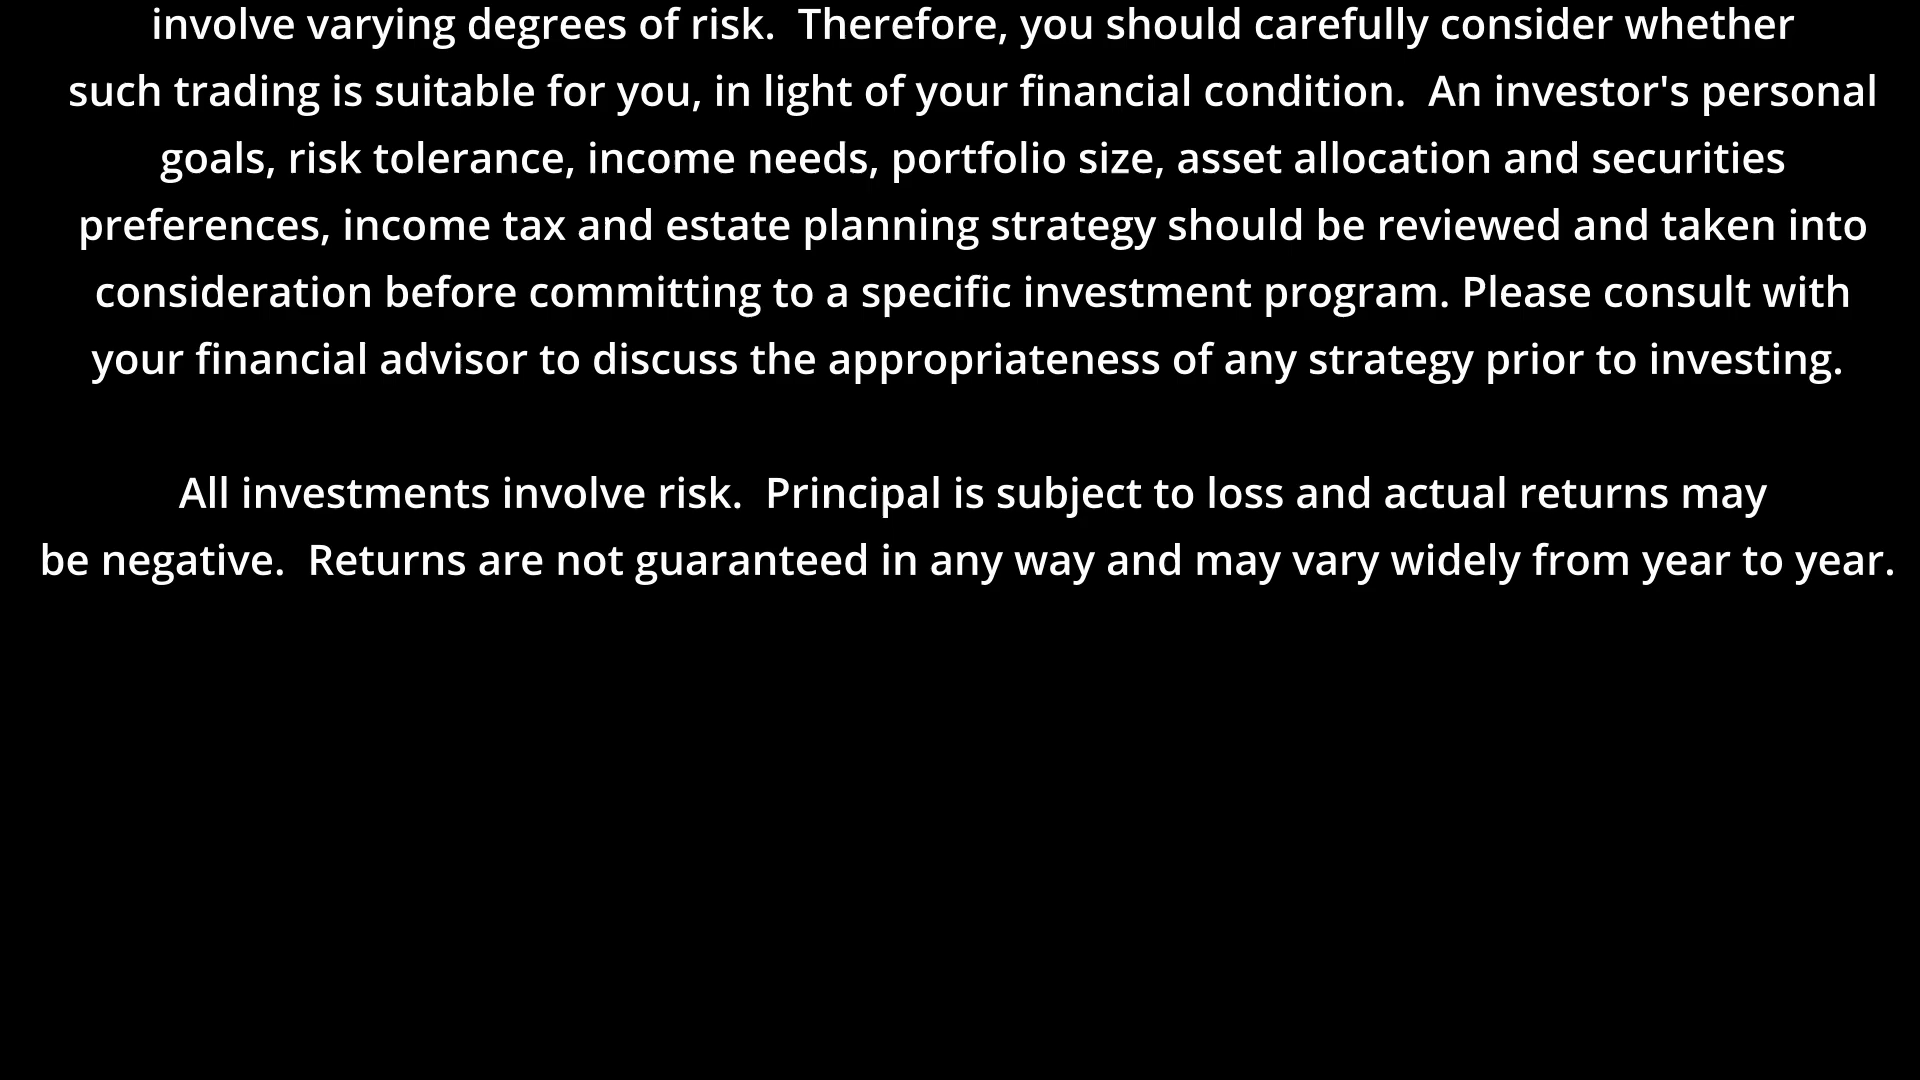 involve varying degrees of risk.  Therefore, you should carefully consider whether
such trading is suitable for you, in light of your financial condition.  An investor's personal
goals, risk tolerance, income needs, portfolio size, asset allocation and securities
preferences, income tax and estate planning strategy should be reviewed and taken into
consideration before committing to a specific investment program. Please consult with
your financial advisor to discuss the appropriateness of any strategy prior to investing.
All investments involve risk.  Principal is subject to loss and actual returns may
be negative.  Returns are not guaranteed in any way and may vary widely from year to year.